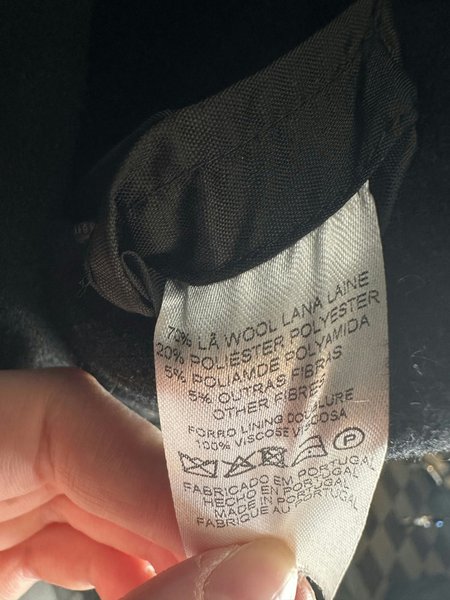 70% LÃ WOOL LANA LAINE
20% POLIESTER POLYESTER
5% POLIAMDE POLYAMIDA
5% OUTRAS FIBRAS
OTHER FIBRES
FORRO LINING DOUBLURE
100% VISCOSE VISCOSA
P
FABRICADO EM PORTUGAL
HECHO EN PORTUGAL
MADE IN PORTUGAL
FABRIQUE AU PORTUGAL